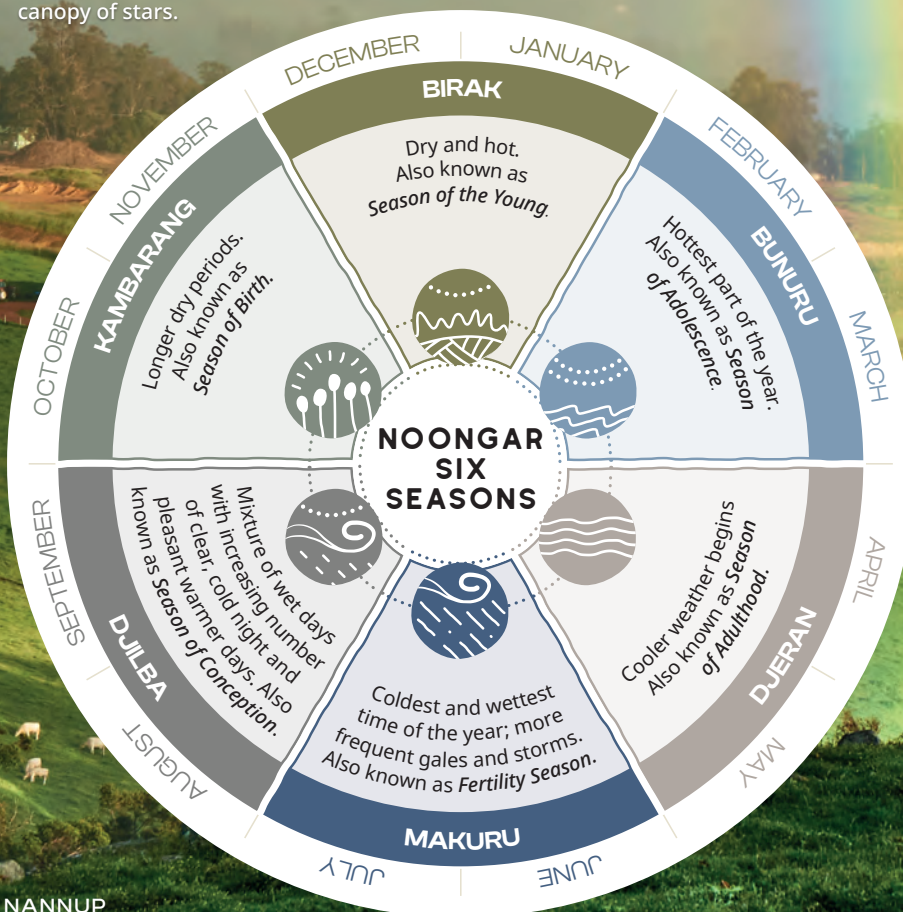 canopy of stars.
DECEMBER
JANUARY
BIRAK
Dry and hot.
Also known as
Season of the Young.
FEBRUARY
MARCH
BUNURU
Hottest part of the year.
Also known as Season
of Adolescence.
APRIL
MAY
DJERAN
Cooler weather begins
Also known as Season
of Adulthood.
JUNE
JULY
MAKURU
Coldest and wettest
time of the year; more
frequent gales and storms.
Also known as Fertility Season.
AUGUST
SEPTEMBER
DJILBA
Mixture of wet days
with increasing number
of clear, cold night and
pleasant warmer days. Also
known as Season of Conception.
OCTOBER
NOVEMBER
KAMBARANG
Longer dry periods.
Also known as
Season of Birth.
NOONGAR
SIX
SEASONS
NANNUP